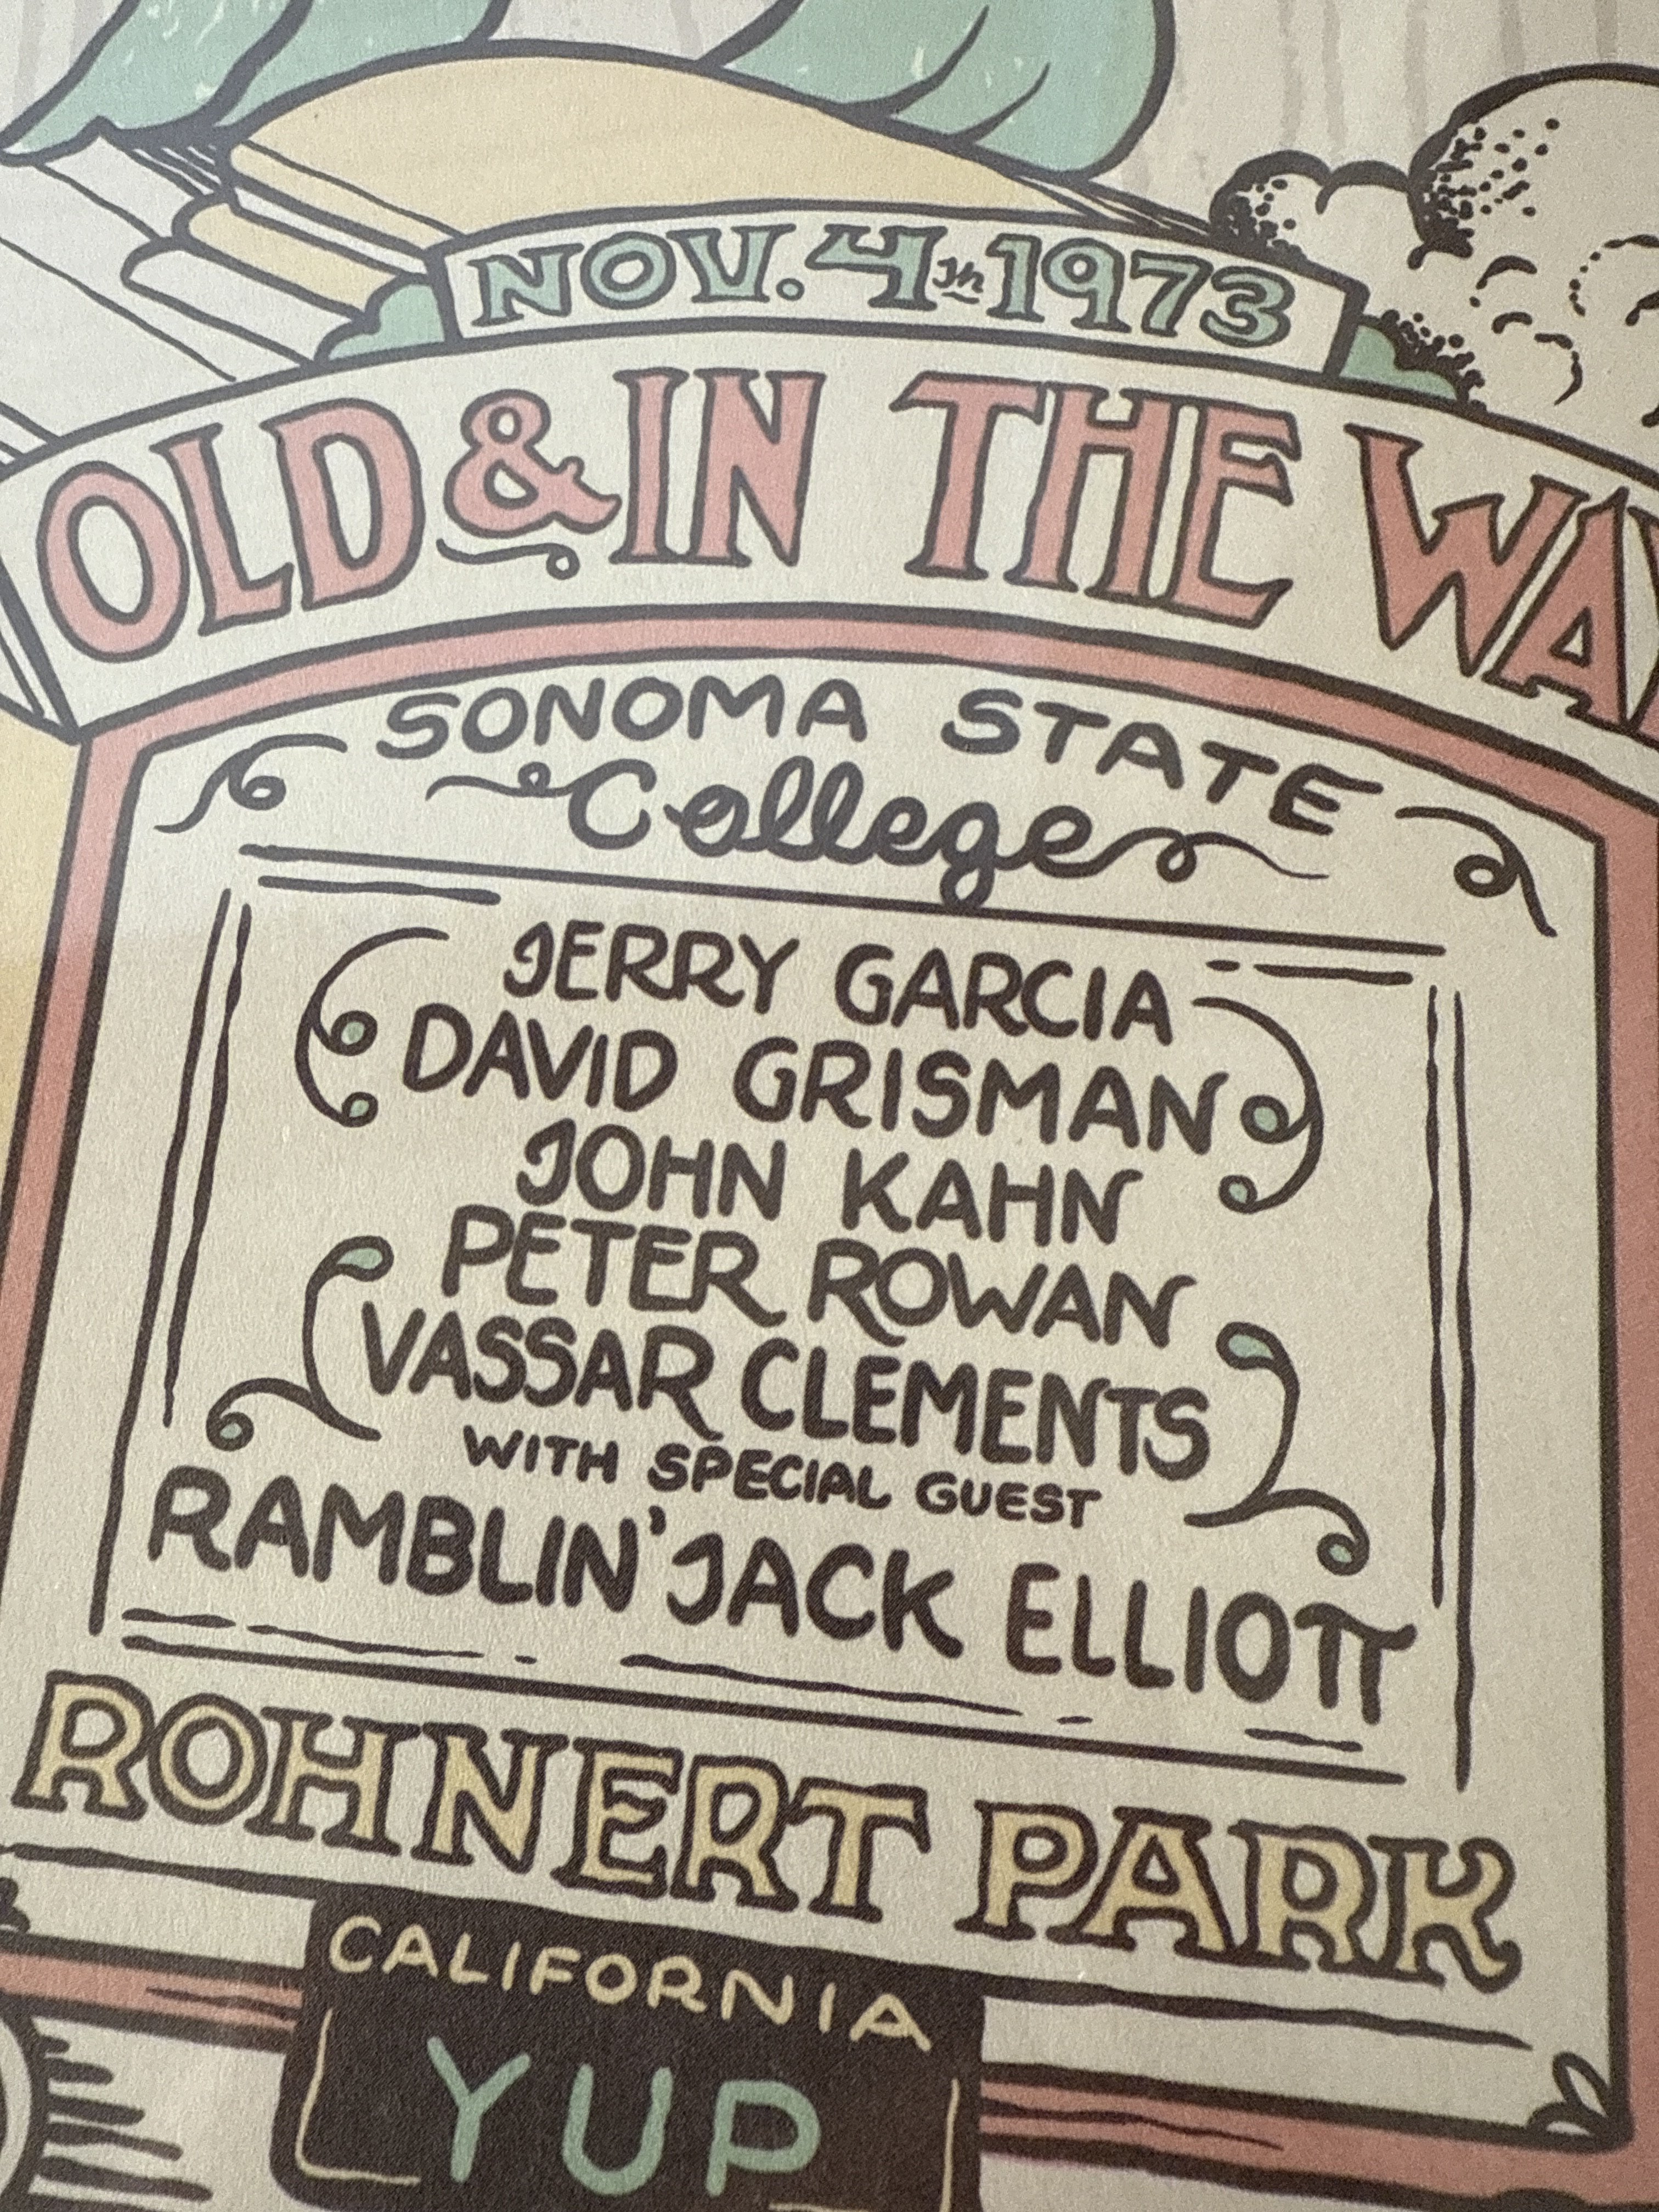 NOV. 4th 1973
OLD & IN THE WAY
SONOMA STATE
College
JERRY GARCIA
DAVID GRISMAN
JOHN KAHN
PETER ROWAN
VASSAR CLEMENTS
WITH SPECIAL GUEST
RAMBLIN' JACK ELLIOTT
ROHNERT PARK
CALIFORNIA
YUP